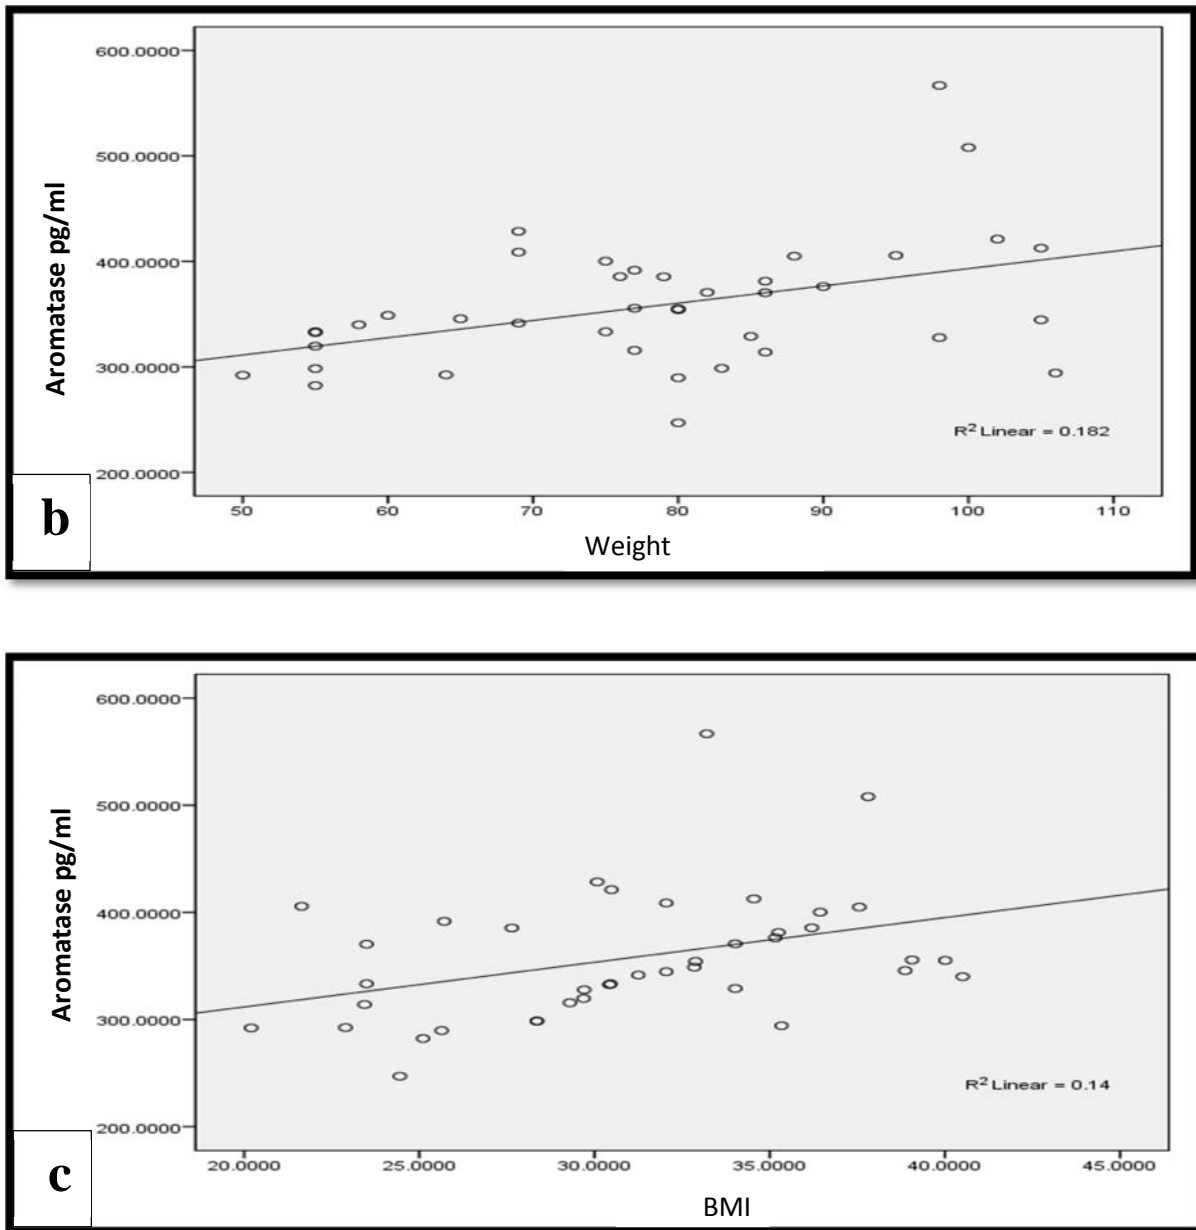 600.0000
500.0000
400.0000
300.0000
200.0000
Aromatase pg/ml
R² Linear = 0.182
50 60 70 80 90 100 110
Weight
b
600.0000
500.0000
400.0000
300.0000
200.0000
Aromatase pg/ml
R² Linear = 0.14
20.0000 25.0000 30.0000 35.0000 40.0000 45.0000
BMI
c